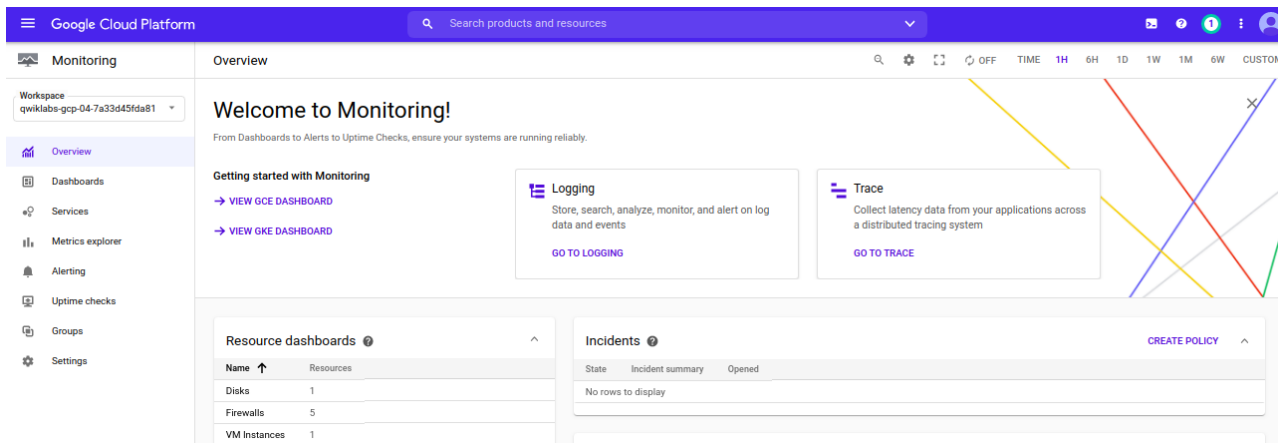 Google Cloud Platform
Search products and resources
1
Monitoring
Overview
OFF TIME 1H 6H 1D 1W 1M 6W CUSTOM
Workspace
qwiklabs-gcp-04-7a33d45fda81
Overview
Dashboards
Services
Metrics explorer
Alerting
Uptime checks
Groups
Settings
Welcome to Monitoring!
From Dashboards to Alerts to Uptime Checks, ensure your systems are running reliably.
Getting started with Monitoring
→ VIEW GCE DASHBOARD
→ VIEW GKE DASHBOARD
Logging
Store, search, analyze, monitor, and alert on log
data and events
GO TO LOGGING
Trace
Collect latency data from your applications across
a distributed tracing system
GO TO TRACE
Resource dashboards
Name Resources
Disks 1
Firewalls 5
VM Instances 1
Incidents
CREATE POLICY
State Incident summary Opened
No rows to display